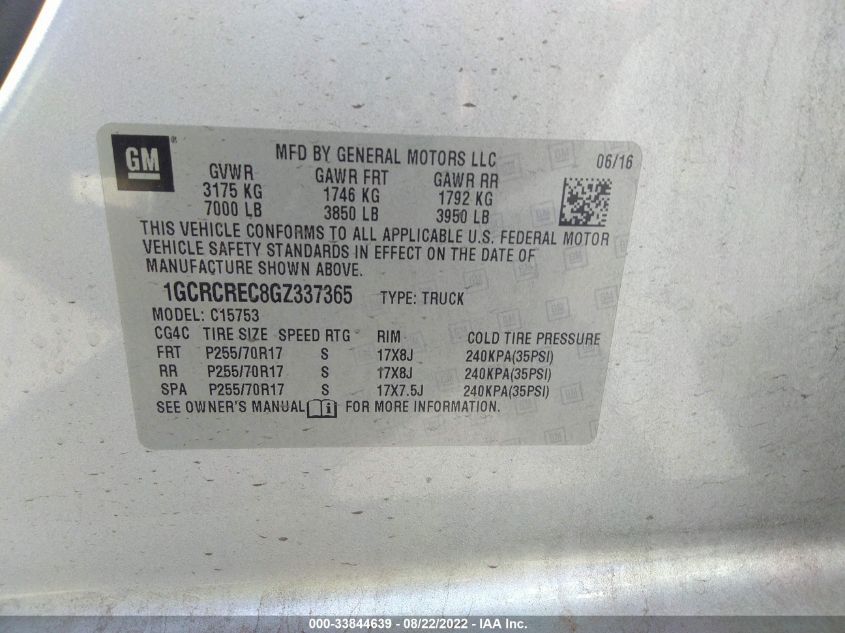 GM
MFD BY GENERAL MOTORS LLC 06/16
GVWR GAWR FRT GAWR RR
3175 KG 1746 KG 1792 KG
7000 LB 3850 LB 3950 LB
THIS VEHICLE CONFORMS TO ALL APPLICABLE U.S. FEDERAL MOTOR
VEHICLE SAFETY STANDARDS IN EFFECT ON THE DATE OF
MANUFACTURE SHOWN ABOVE.
1GCRCREC8GZ337365 TYPE: TRUCK
MODEL: C15753
CG4C TIRE SIZE SPEED RTG RIM COLD TIRE PRESSURE
FRT P255/70R17 S 17X8J 240KPA(35PSI)
RR P255/70R17 S 17X8J 240KPA(35PSI)
SPA P255/70R17 S 17X7.5J 240KPA(35PSI)
SEE OWNER'S MANUAL i FOR MORE INFORMATION.
000-33844639 - 08/22/2022 - IAA Inc.